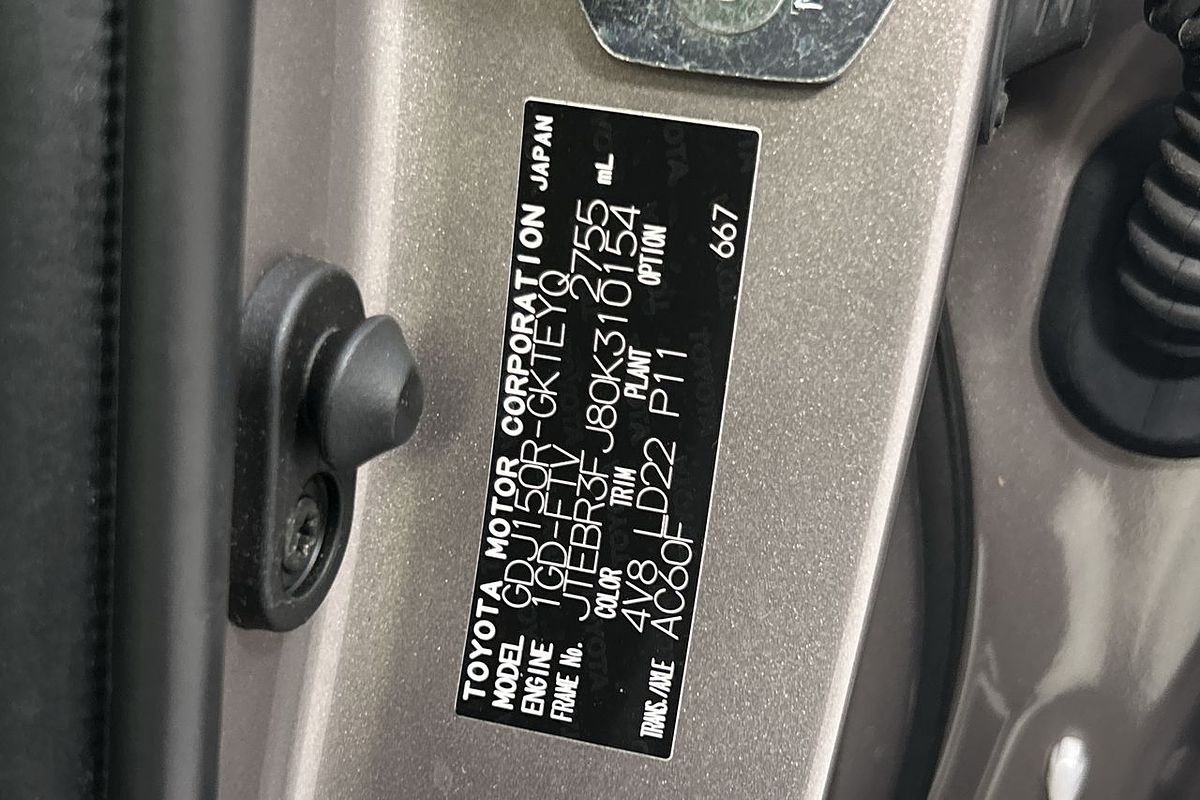 TOYOTA MOTOR CORPORATION JAPAN
MODEL GDJ150R-GKTEYQ
ENGINE 1GD-FTV 2755 mL
FRAME No. JTEBR3FJ80K310154
COLOR TRIM PLANT OPTION
4V8 LD22 P11
TRANS./AXLE AC60F
667